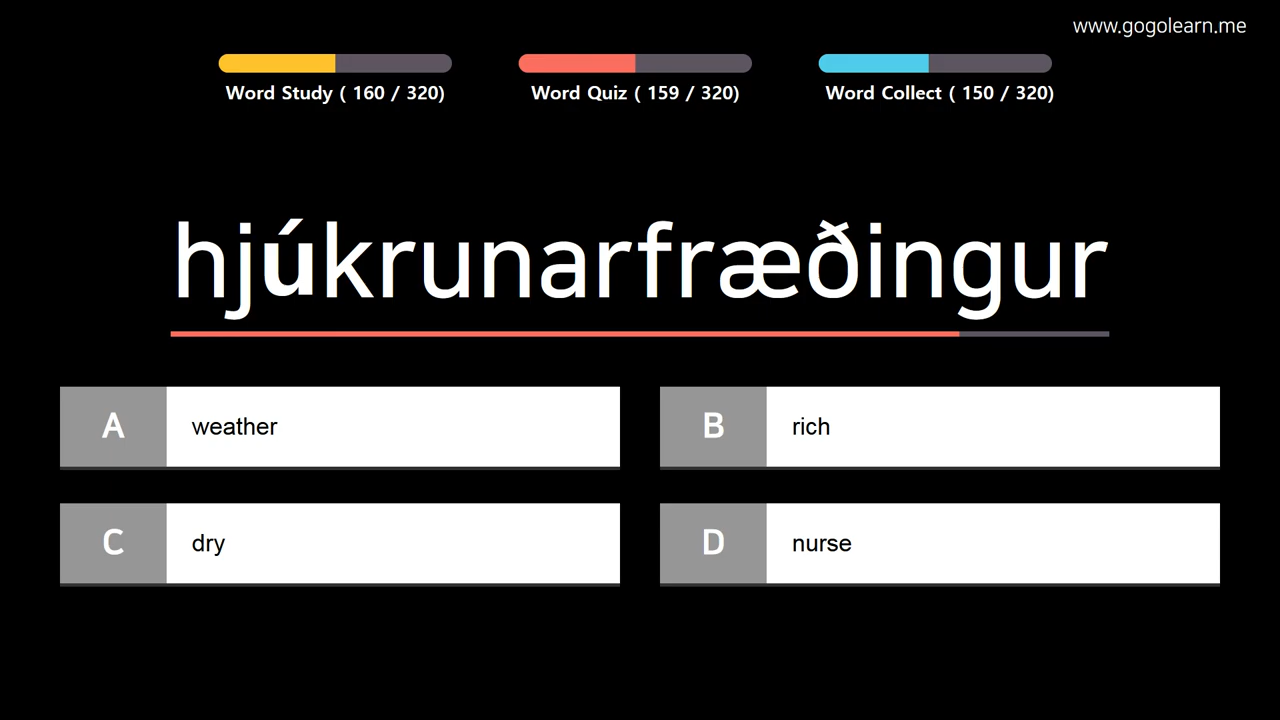 www.gogolearn.me
Word Study ( 160 / 320)
Word Quiz ( 159 / 320)
Word Collect ( 150 / 320)
hjúkrunarfræðingur
A weather
B rich
C dry
D nurse